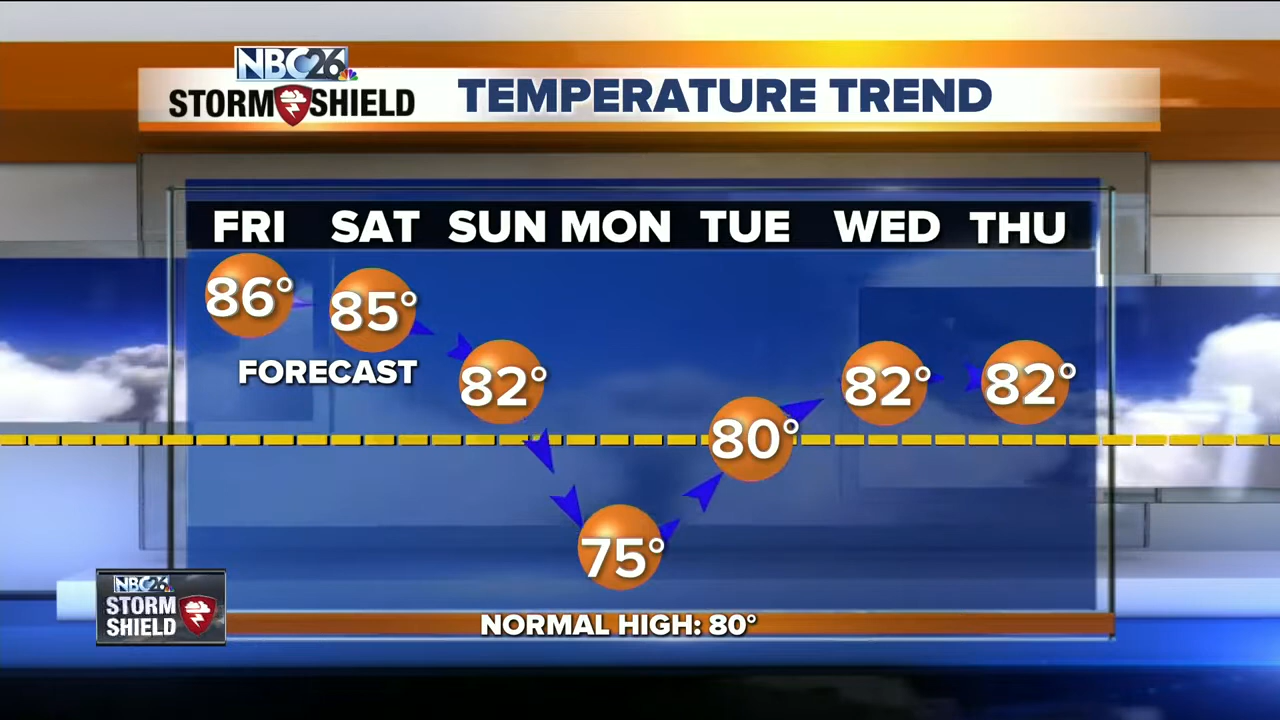 NBC26
STORM SHIELD
TEMPERATURE TREND
FRI SAT SUN MON TUE WED THU
86° 85° 82° 75° 80° 82° 82°
FORECAST
NORMAL HIGH: 80°
NBC26
STORM
SHIELD